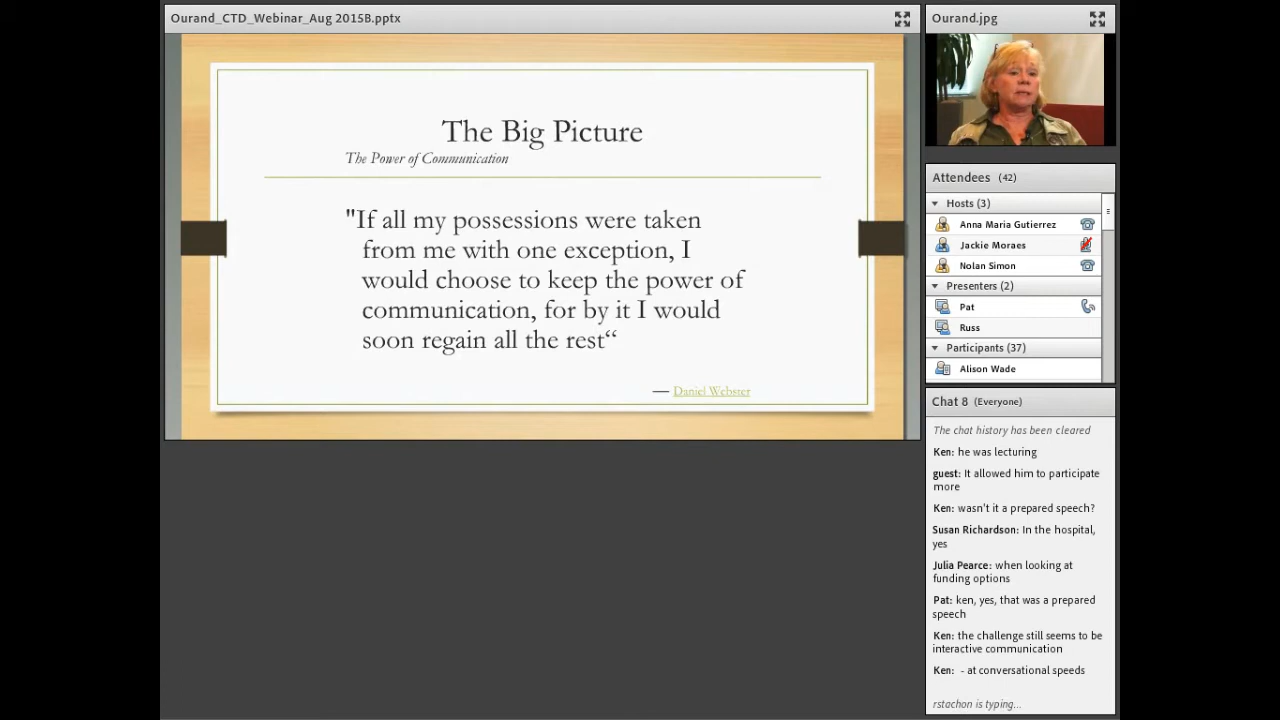 Ourand_CTD_Webinar_Aug 2015B.pptx
The Big Picture
The Power of Communication
"If all my possessions were taken
from me with one exception, I
would choose to keep the power of
communication, for by it I would
soon regain all the rest“
— Daniel Webster
Ourand.jpg
Attendees (42)
Hosts (3)
Anna Maria Gutierrez
Jackie Moraes
Nolan Simon
Presenters (2)
Pat
Russ
Participants (37)
Alison Wade
Chat 8 (Everyone)
The chat history has been cleared
Ken: he was lecturing
guest: It allowed him to participate
more
Ken: wasn't it a prepared speech?
Susan Richardson: In the hospital,
yes
Julia Pearce: when looking at
funding options
Pat: ken, yes, that was a prepared
speech
Ken: the challenge still seems to be
interactive communication
Ken: - at conversational speeds
rstachon is typing...